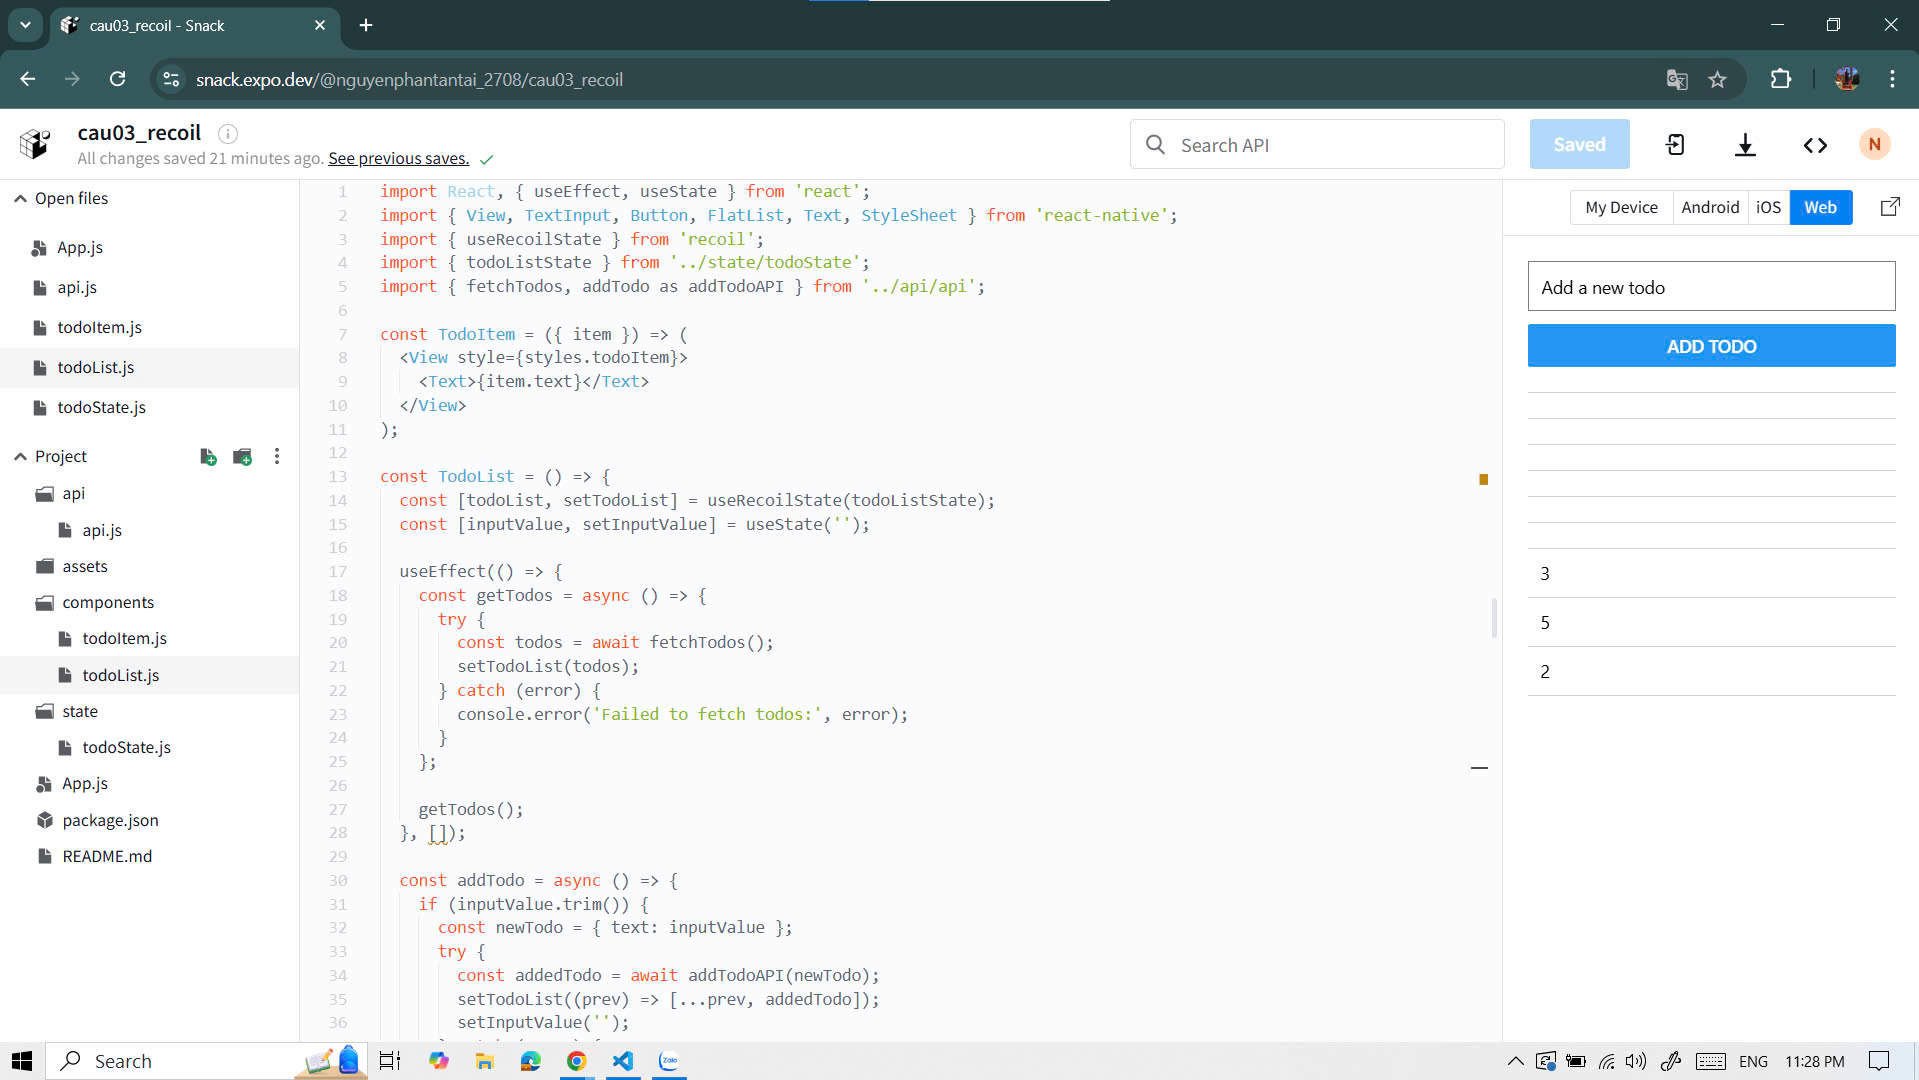 cau03_recoil - Snack
snack.expo.dev/@nguyenphantantai_2708/cau03_recoil
cau03_recoil
All changes saved 21 minutes ago. See previous saves.
Search API
Saved
N
Open files
App.js
api.js
todoItem.js
todoList.js
todoState.js
Project
api
api.js
assets
components
todoItem.js
todoList.js
state
todoState.js
App.js
package.json
README.md
1 import React, { useEffect, useState } from 'react';
2 import { View, TextInput, Button, FlatList, Text, StyleSheet } from 'react-native';
3 import { useRecoilState } from 'recoil';
4 import { todoListState } from '../state/todoState';
5 import { fetchTodos, addTodo as addTodoAPI } from '../api/api';
6
7 const TodoItem = ({ item }) => (
8 <View style={styles.todoItem}>
9 <Text>{item.text}</Text>
10 </View>
11 );
12
13 const TodoList = () => {
14 const [todoList, setTodoList] = useRecoilState(todoListState);
15 const [inputValue, setInputValue] = useState('');
16
17 useEffect(() => {
18 const getTodos = async () => {
19 try {
20 const todos = await fetchTodos();
21 setTodoList(todos);
22 } catch (error) {
23 console.error('Failed to fetch todos:', error);
24 }
25 };
26
27 getTodos();
28 }, []);
29
30 const addTodo = async () => {
31 if (inputValue.trim()) {
32 const newTodo = { text: inputValue };
33 try {
34 const addedTodo = await addTodoAPI(newTodo);
35 setTodoList((prev) => [...prev, addedTodo]);
36 setInputValue('');
My Device
Android
iOS
Web
Add a new todo
ADD TODO
3
5
2
Search
Zalo
ENG
11:28 PM